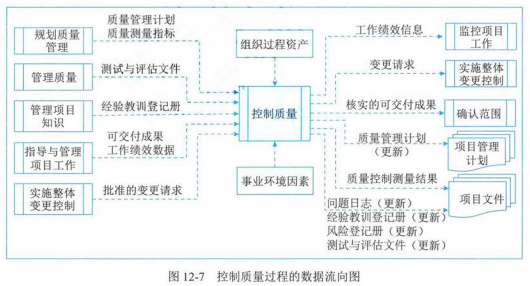 规划质量
管理
质量管理计划
质量测量指标
管理质量
测试与评估文件
管理项目
知识
经验教训登记册
指导与管理
项目工作
可交付成果
工作绩效数据
实施整体
变更控制
批准的变更请求
组织过程资产
控制质量
事业环境因素
工作绩效信息
监控项目
工作
变更请求
实施整体
变更控制
核实的可交付成果
确认范围
质量管理计划
（更新）
项目管理
计划
质量控制测量结果
项目文件
问题日志（更新）
经验教训登记册（更新）
风险登记册（更新）
测试与评估文件（更新）
图 12-7 控制质量过程的数据流向图